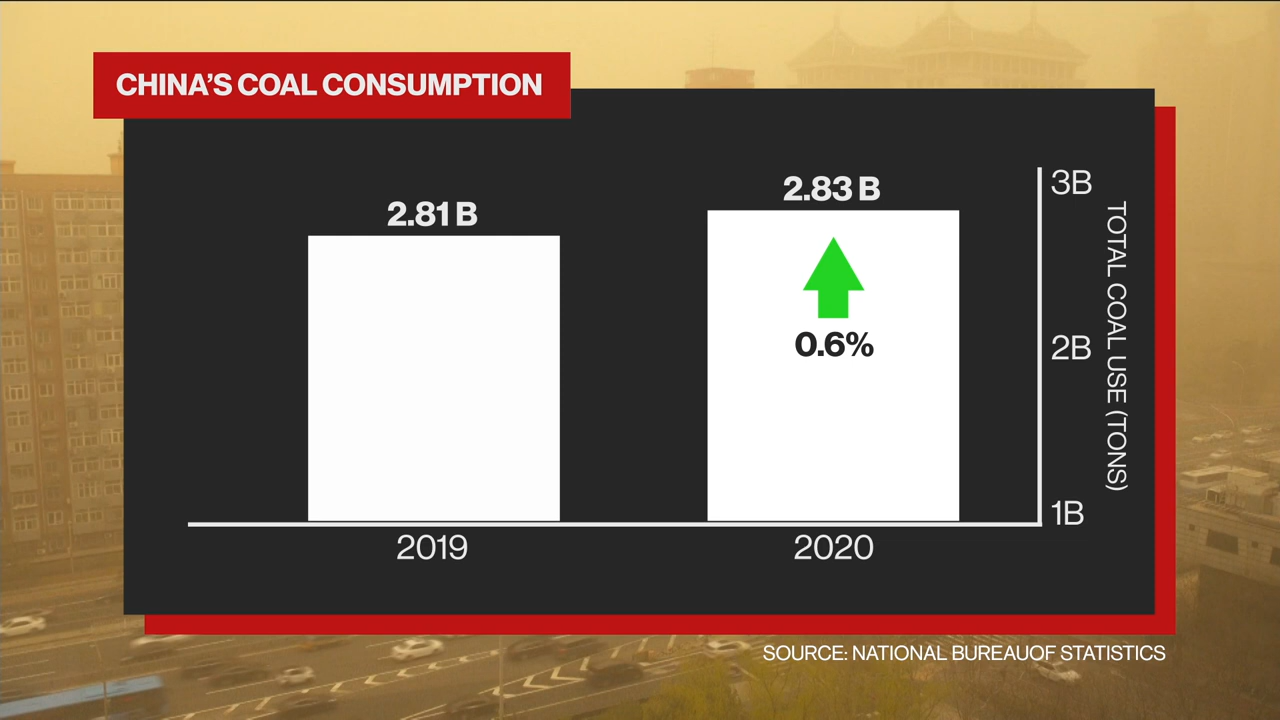 CHINA'S COAL CONSUMPTION
2.81 B
2.83 B
0.6%
3B
2B
1B
TOTAL COAL USE (TONS)
2019
2020
SOURCE: NATIONAL BUREAUOF STATISTICS